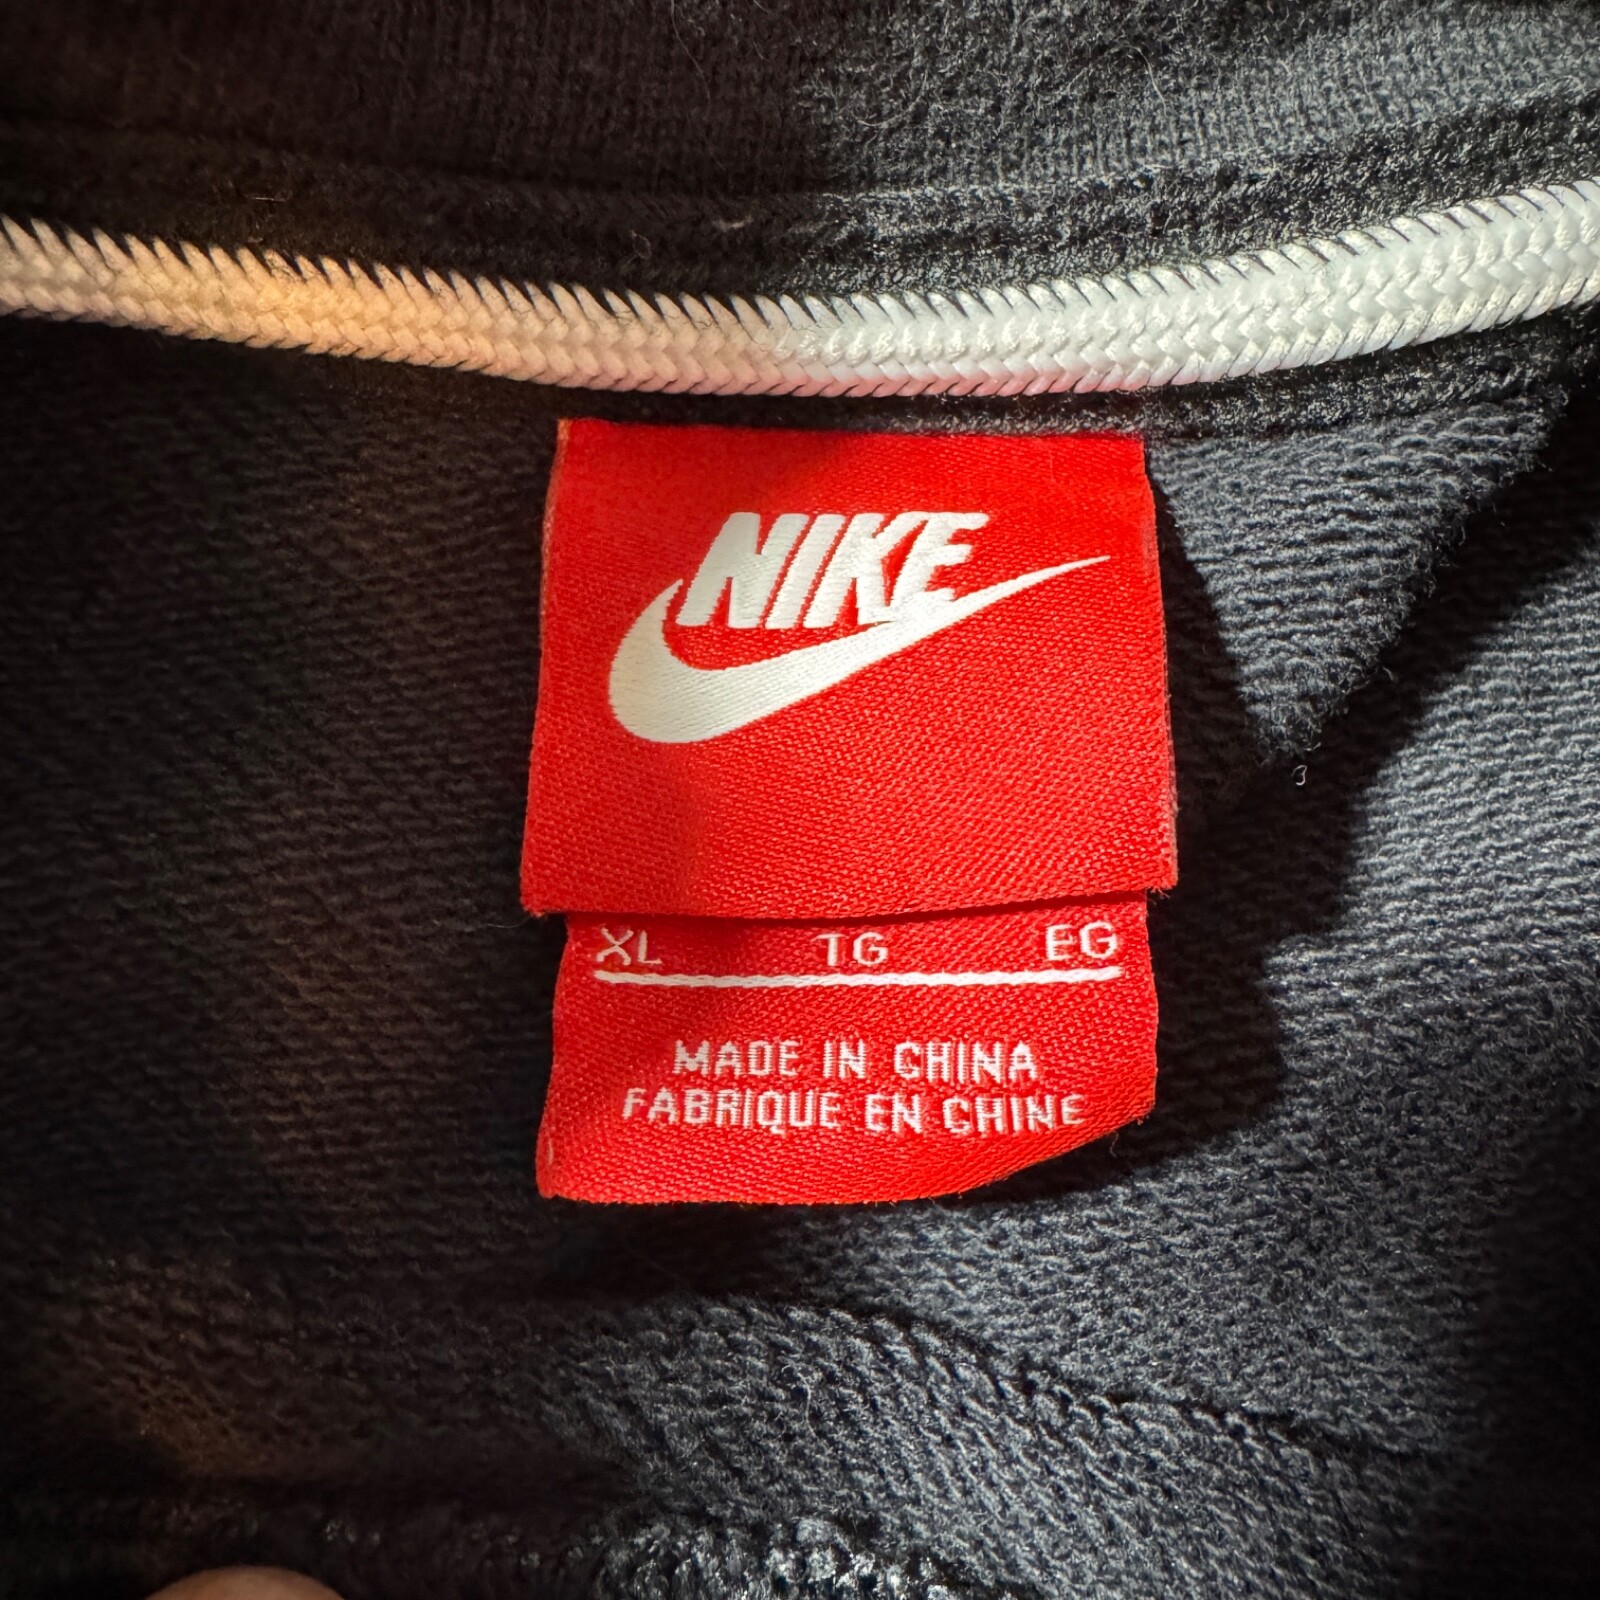 NIKE
XL TG EG
MADE IN CHINA
FABRIQUE EN CHINE